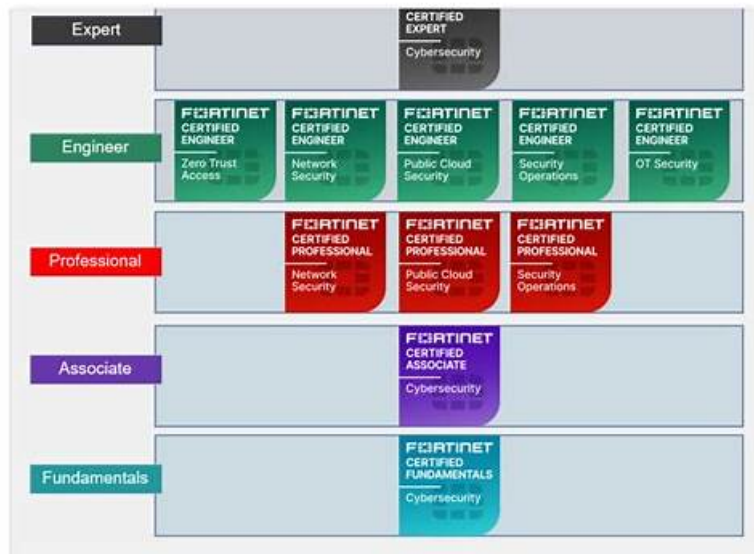 Expert
CERTIFIED
EXPERT
Cybersecurity
Engineer
FORTINET
CERTIFIED
ENGINEER
Zero Trust
Access
FORTINET
CERTIFIED
ENGINEER
Network
Security
FORTINET
CERTIFIED
ENGINEER
Public Cloud
Security
FORTINET
CERTIFIED
ENGINEER
Security
Operations
FORTINET
CERTIFIED
ENGINEER
OT Security
Professional
FORTINET
CERTIFIED
PROFESSIONAL
Network
Security
FORTINET
CERTIFIED
PROFESSIONAL
Public Cloud
Security
FORTINET
CERTIFIED
PROFESSIONAL
Security
Operations
Associate
FORTINET
CERTIFIED
ASSOCIATE
Cybersecurity
Fundamentals
FORTINET
CERTIFIED
FUNDAMENTALS
Cybersecurity